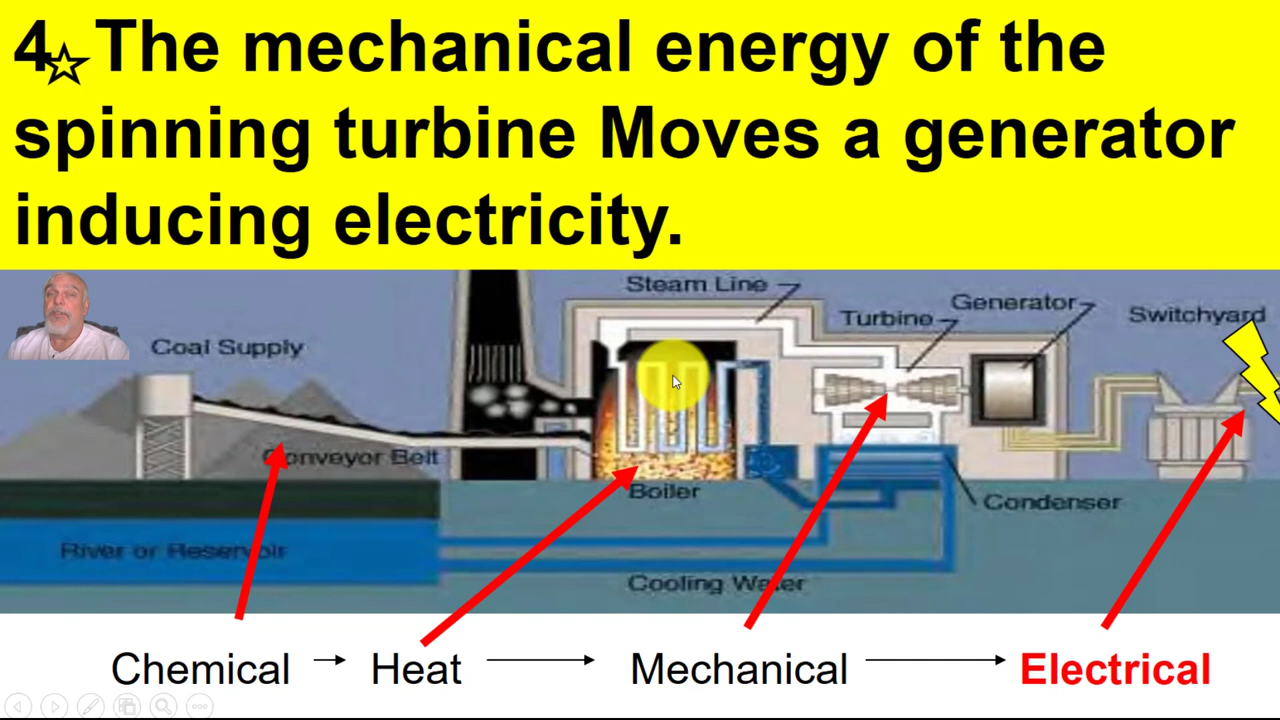 4☆ The mechanical energy of the
spinning turbine Moves a generator
inducing electricity.
Steam Line
Generator
Turbine
Switchyard
Coal Supply
Conveyor Belt
Boiler
Condenser
River or Reservoir
Cooling Water
Chemical → Heat → Mechanical → Electrical